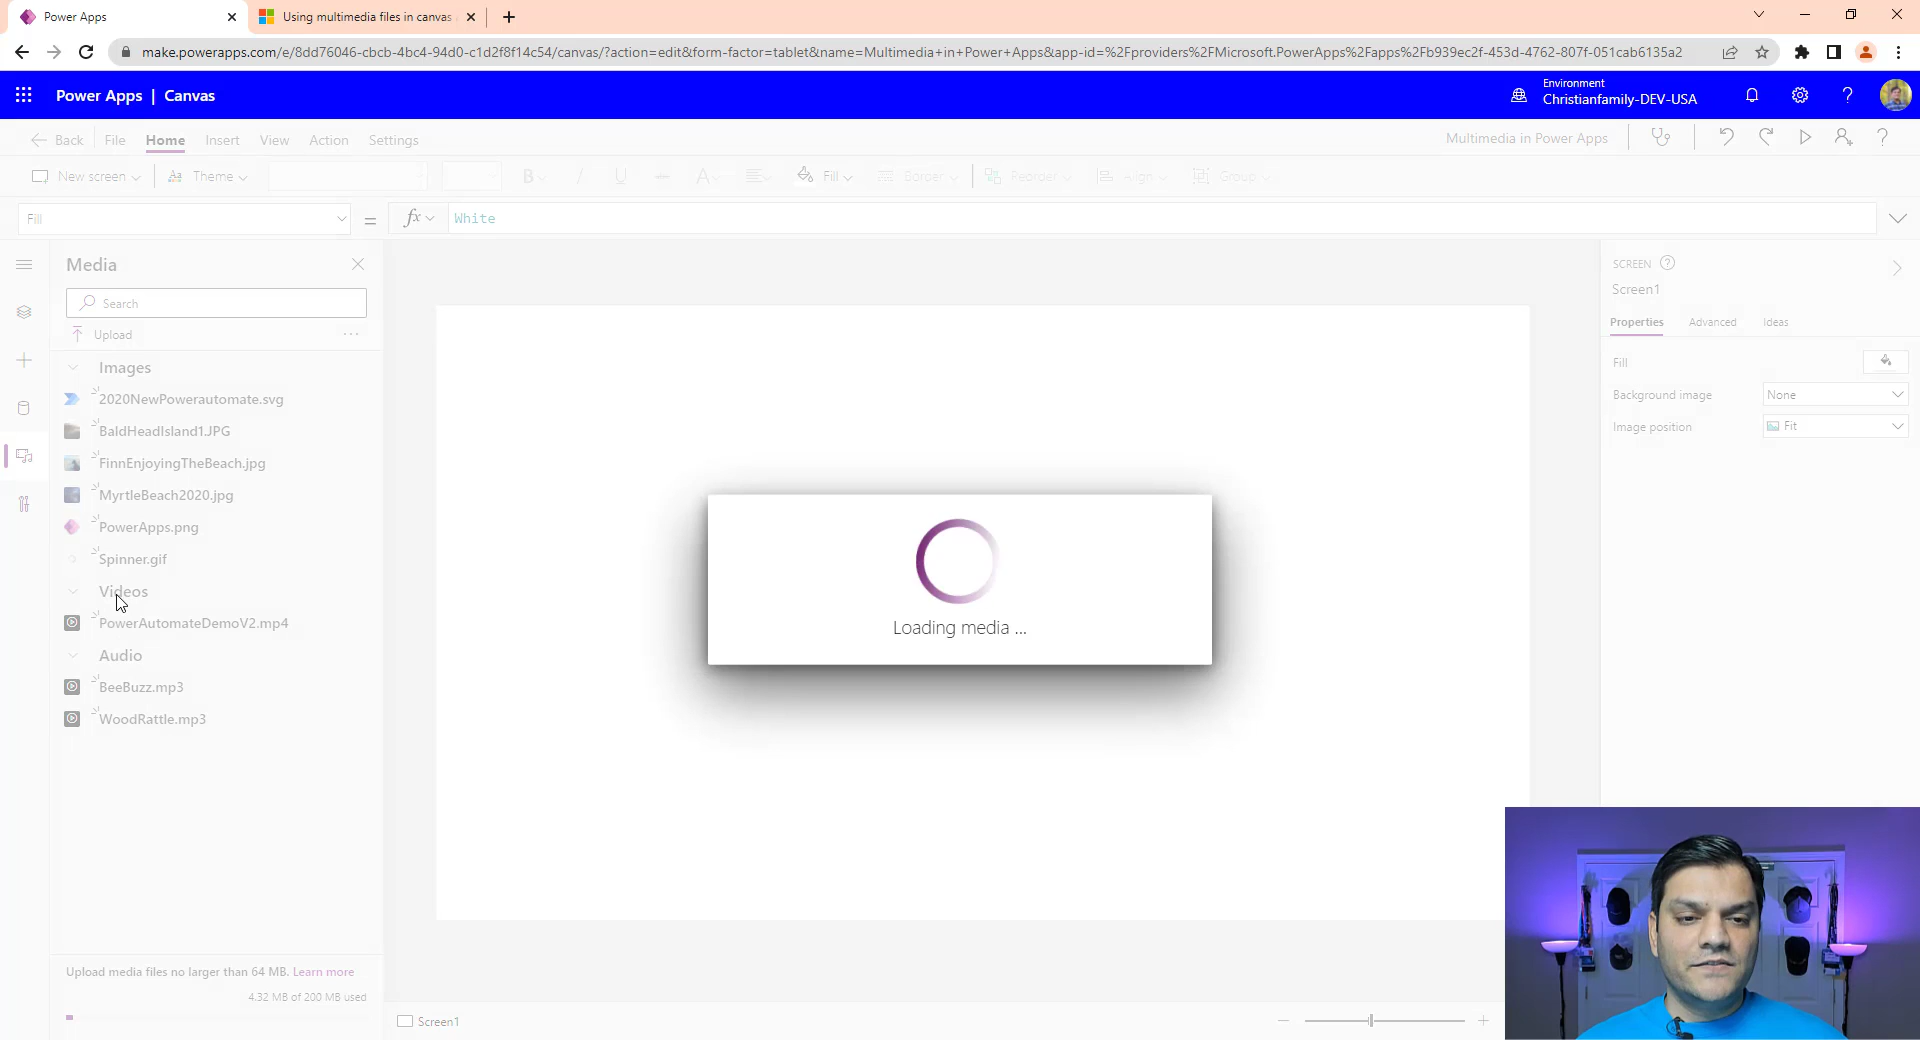 Power Apps
Using multimedia files in canvas
make.powerapps.com/e/8dd76046-cbcb-4bc4-94d0-c1d2f8f14c54/canvas/?action=edit&form-factor=tablet&name=Multimedia+in+Power+Apps&app-id=%2Fproviders%2FMicrosoft.PowerApps%2Fapps%2Fb939ec2f-453d-4762-807f-051cab6135a2
Power Apps | Canvas
Environment
Christianfamily-DEV-USA
Back File Home Insert View Action Settings
Multimedia in Power Apps
New screen Theme B I U A Fill Border Reorder Align Group
Fill = fx White
Media
Search
Upload
Images
2020NewPowerautomate.svg
BaldHeadIsland1.JPG
FinnEnjoyingTheBeach.jpg
MyrtleBeach2020.jpg
PowerApps.png
Spinner.gif
Videos
PowerAutomateDemoV2.mp4
Audio
BeeBuzz.mp3
WoodRattle.mp3
Upload media files no larger than 64 MB. Learn more
4.32 MB of 200 MB used
Loading media ...
Screen1
SCREEN
Screen1
Properties Advanced Ideas
Fill
Background image None
Image position Fit